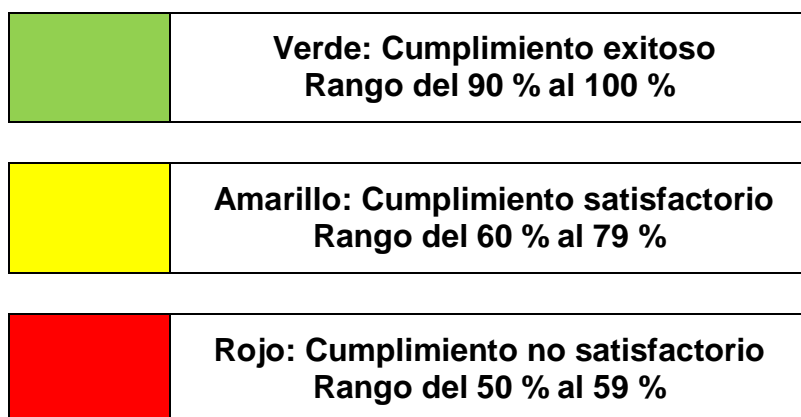 Verde: Cumplimiento exitoso
Rango del 90 % al 100 %
Amarillo: Cumplimiento satisfactorio
Rango del 60 % al 79 %
Rojo: Cumplimiento no satisfactorio
Rango del 50 % al 59 %